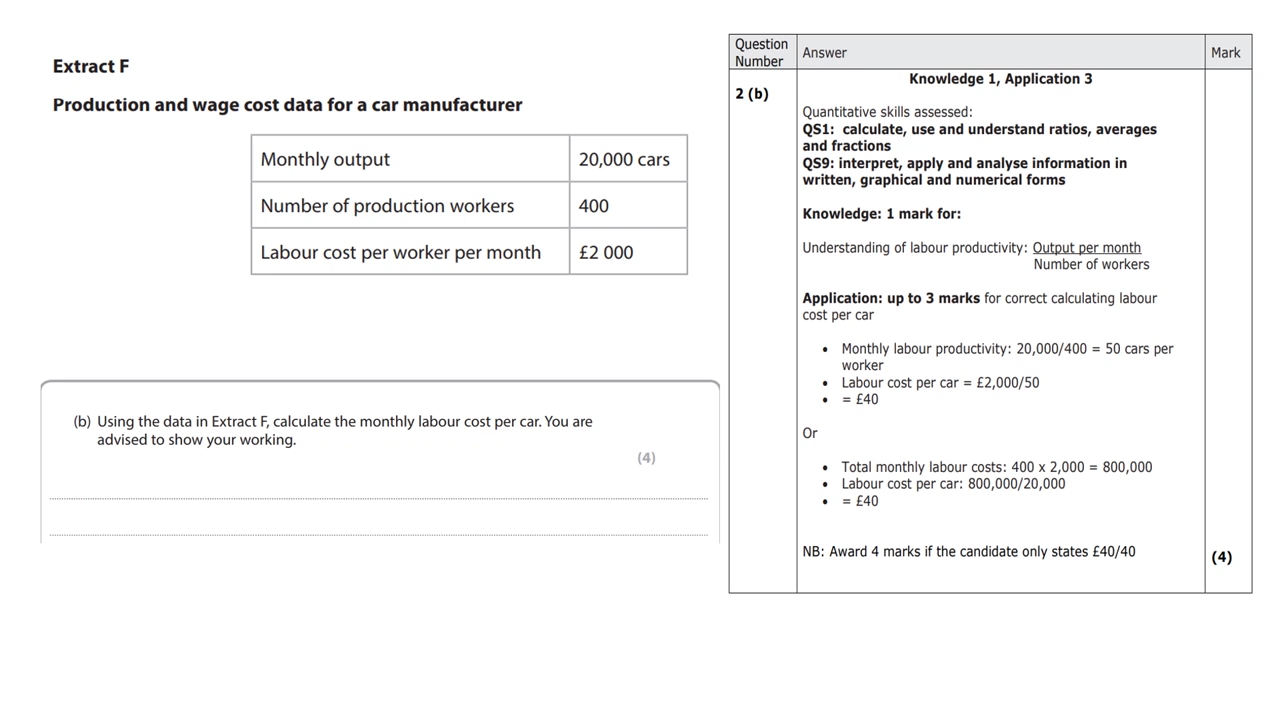 Extract F
Production and wage cost data for a car manufacturer
Monthly output 20,000 cars
Number of production workers 400
Labour cost per worker per month £2 000
(b) Using the data in Extract F, calculate the monthly labour cost per car. You are
advised to show your working.
(4)
Question
Number Answer Mark
2 (b)
Knowledge 1, Application 3
Quantitative skills assessed:
QS1: calculate, use and understand ratios, averages
and fractions
QS9: interpret, apply and analyse information in
written, graphical and numerical forms
Knowledge: 1 mark for:
Understanding of labour productivity: Output per month
Number of workers
Application: up to 3 marks for correct calculating labour
cost per car
• Monthly labour productivity: 20,000/400 = 50 cars per
worker
• Labour cost per car = £2,000/50
• = £40
Or
• Total monthly labour costs: 400 x 2,000 = 800,000
• Labour cost per car: 800,000/20,000
• = £40
NB: Award 4 marks if the candidate only states £40/40
(4)